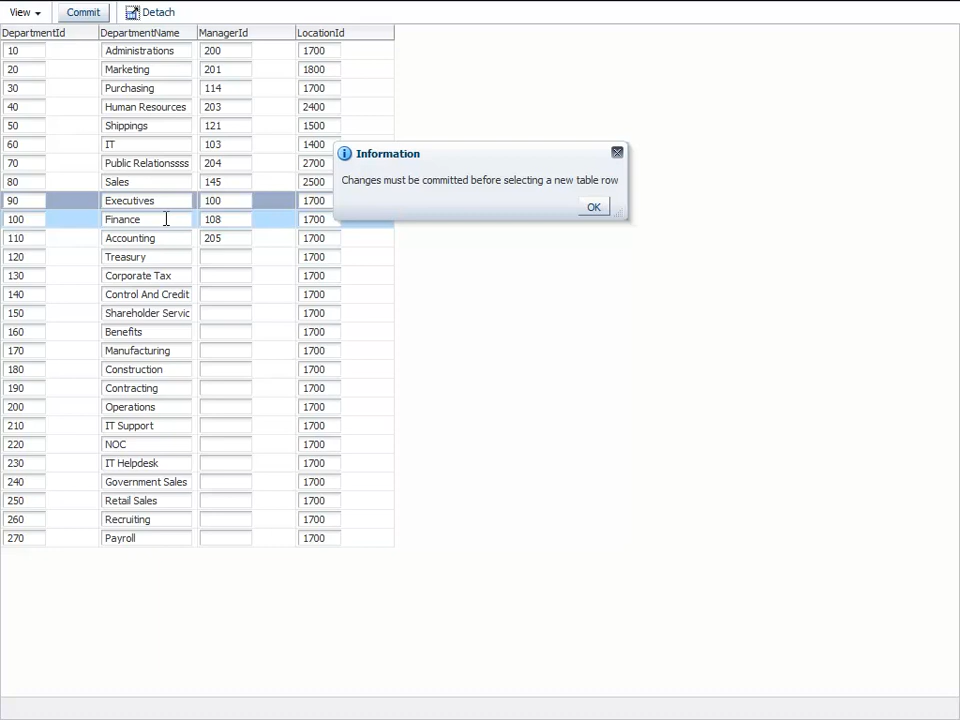 View Commit Detach
DepartmentId DepartmentName ManagerId LocationId
10 Administrations 200 1700
20 Marketing 201 1800
30 Purchasing 114 1700
40 Human Resources 203 2400
50 Shippings 121 1500
60 IT 103 1400
70 Public Relationssss 204 2700
80 Sales 145 2500
90 Executives 100 1700
100 Finance 108 1700
110 Accounting 205 1700
120 Treasury 1700
130 Corporate Tax 1700
140 Control And Credit 1700
150 Shareholder Servic 1700
160 Benefits 1700
170 Manufacturing 1700
180 Construction 1700
190 Contracting 1700
200 Operations 1700
210 IT Support 1700
220 NOC 1700
230 IT Helpdesk 1700
240 Government Sales 1700
250 Retail Sales 1700
260 Recruiting 1700
270 Payroll 1700
Information
Changes must be committed before selecting a new table row
OK